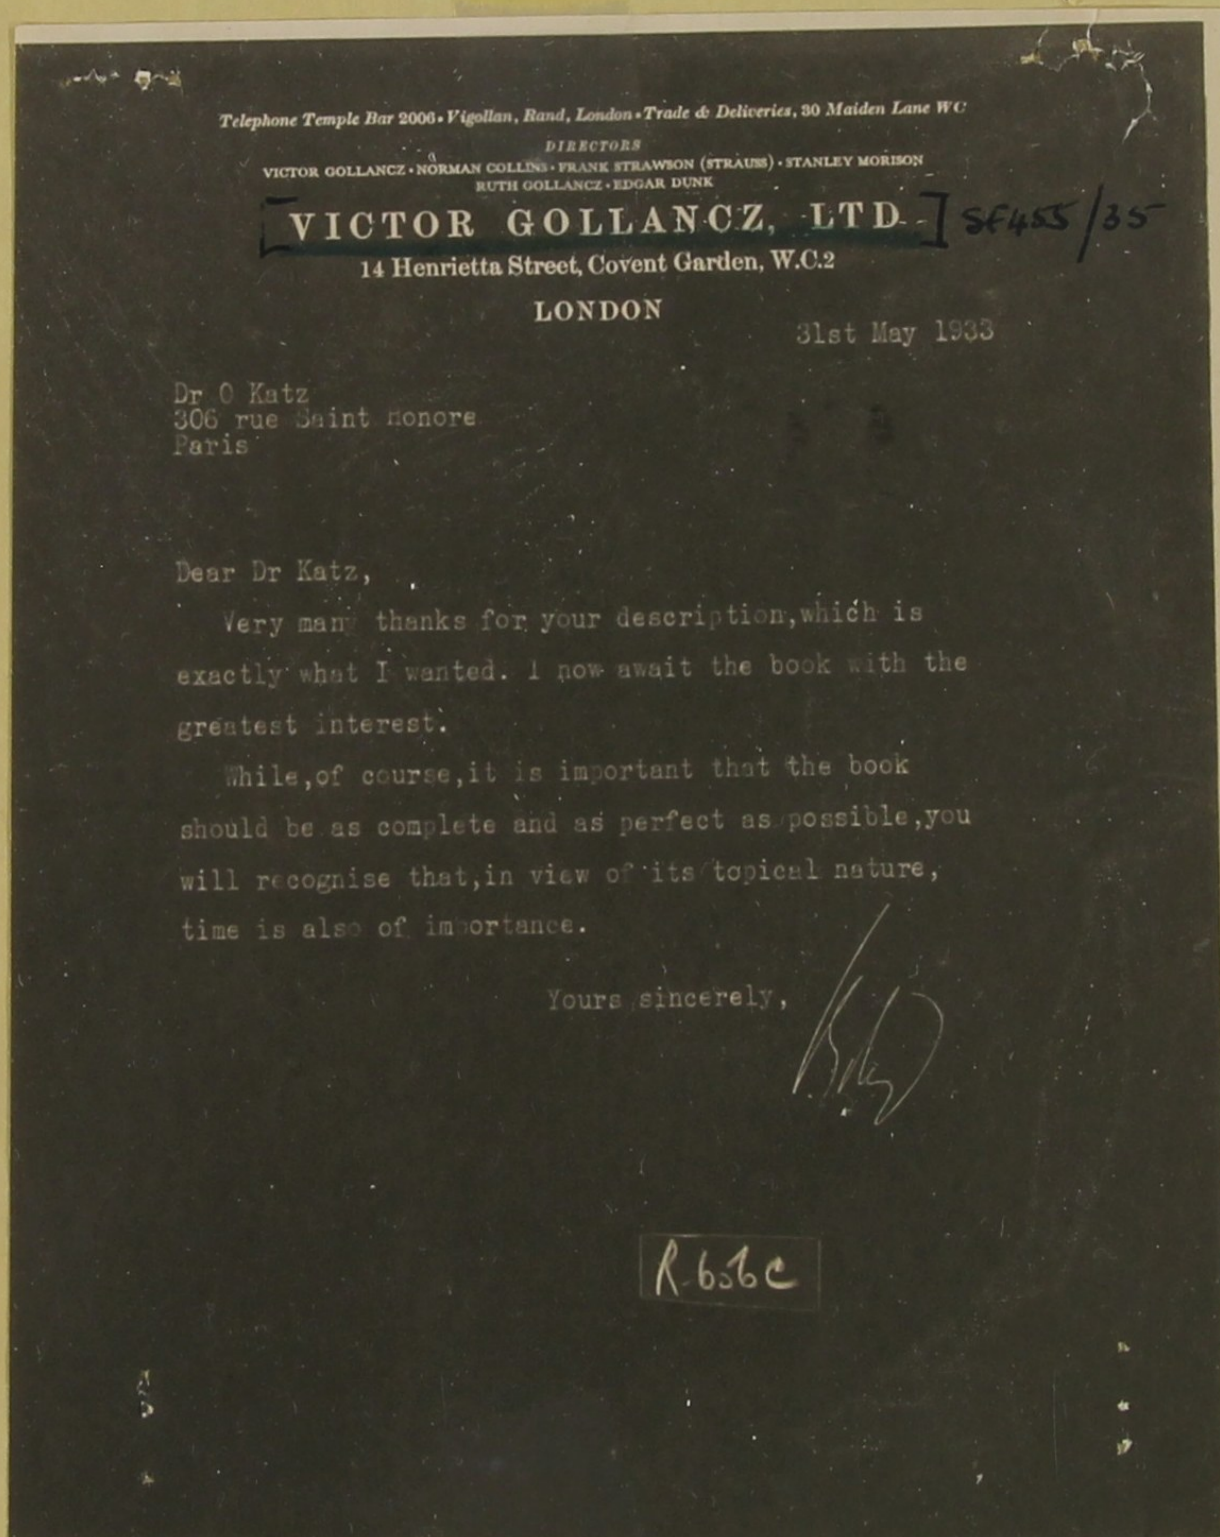 Telephone Temple Bar 2006 • Vigollan, Rand, London • Trade & Deliveries, 30 Maiden Lane WC
DIRECTORS
VICTOR GOLLANCZ • NORMAN COLLINS • FRANK STRAWSON (STRAUSS) • STANLEY MORISON
RUTH GOLLANCZ • EDGAR DUNK
[VICTOR GOLLANCZ, LTD] SF455/35
14 Henrietta Street, Covent Garden, W.C.2
LONDON
31st May 1933
Dr O Katz
306 rue Saint Honore
Paris
Dear Dr Katz,
Very many thanks for your description,which is
exactly what I wanted. I now await the book with the
greatest interest.
While,of course,it is important that the book
should be as complete and as perfect as possible,you
will recognise that,in view of its topical nature,
time is also of importance.
Yours sincerely,